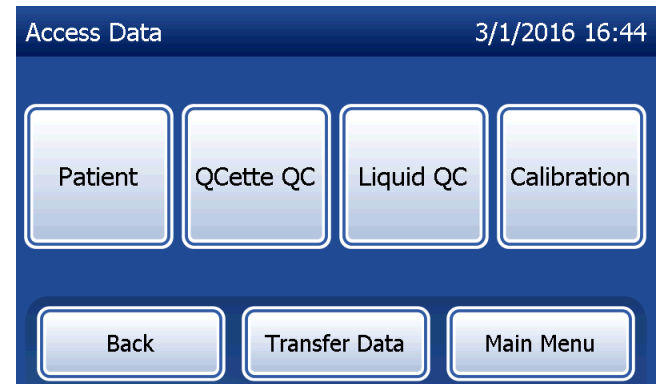 Access Data 3/1/2016 16:44
Patient QCette QC Liquid QC Calibration
Back Transfer Data Main Menu